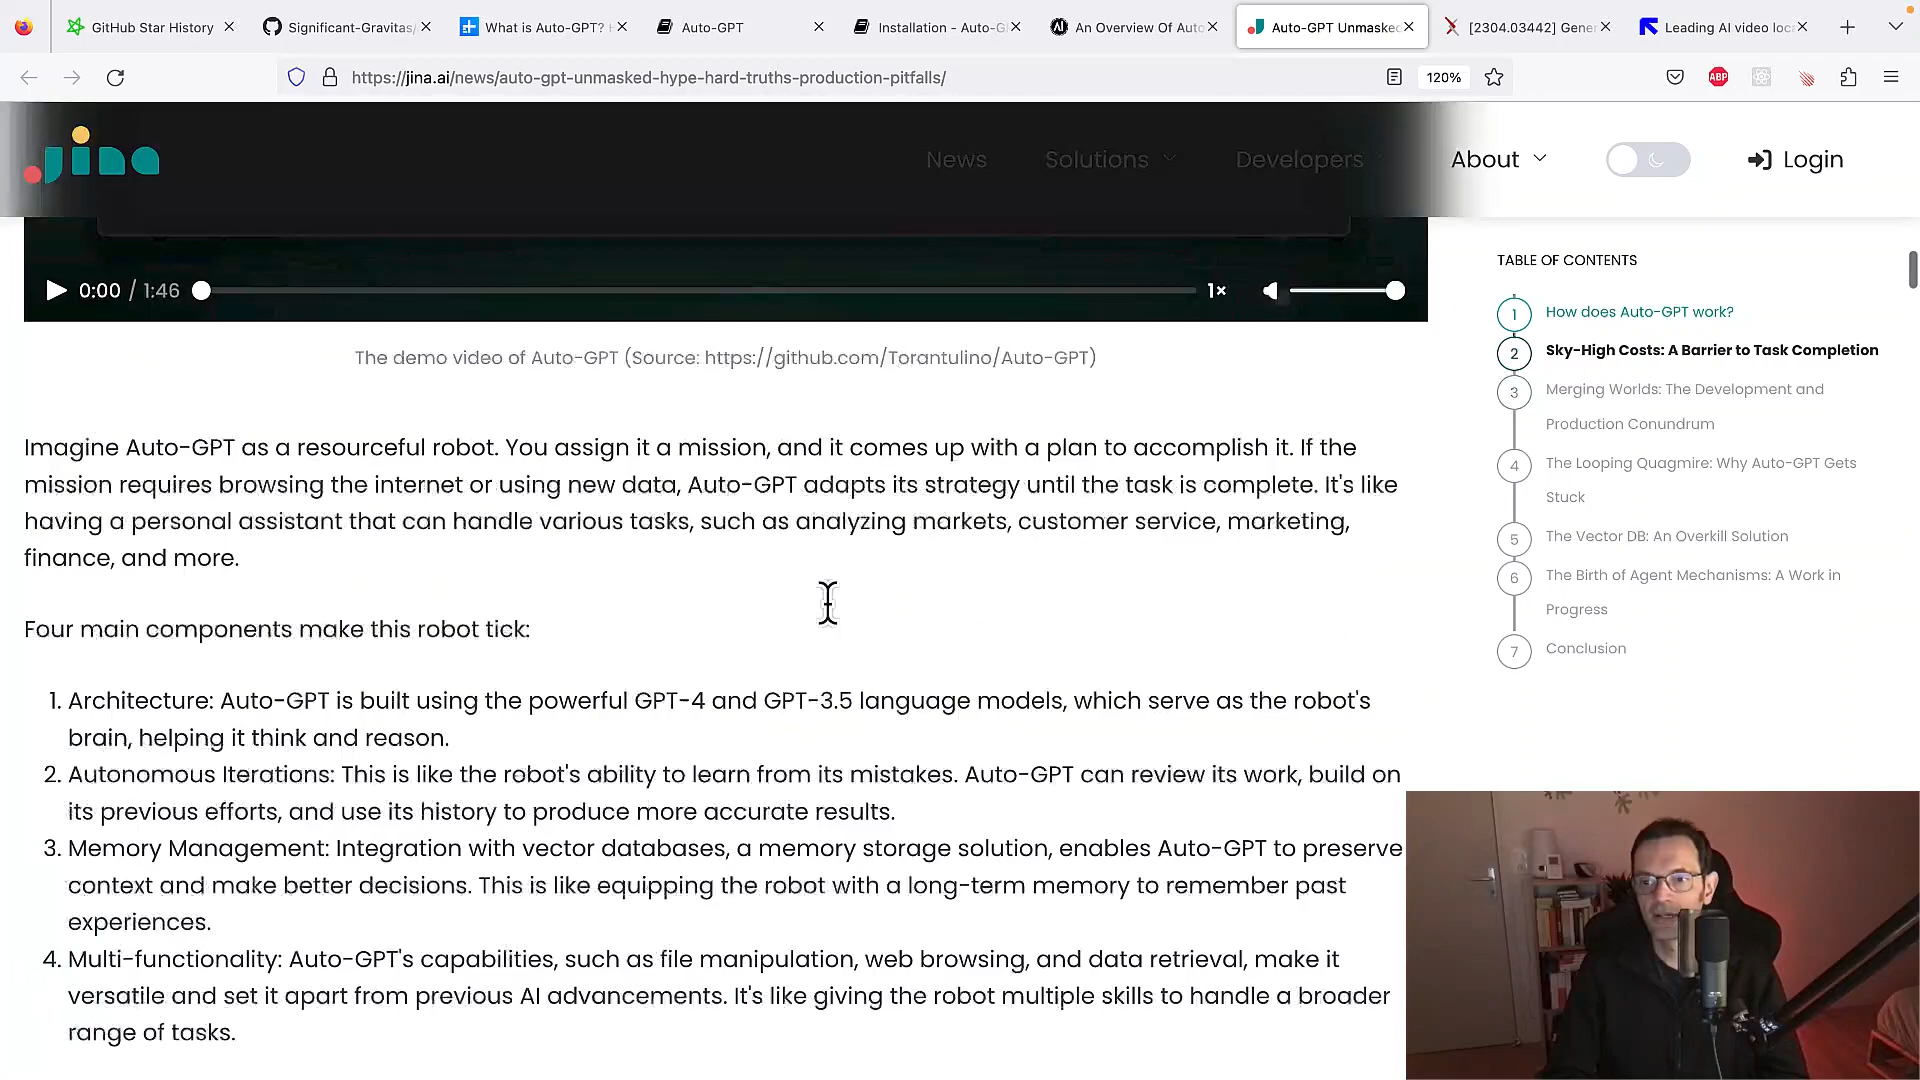 GitHub Star History
Significant-Gravitas/
What is Auto-GPT? H
Auto-GPT
Installation - Auto-G
An Overview Of Auto
Auto-GPT Unmasked
[2304.03442] Gener
Leading AI video loca
https://jina.ai/news/auto-gpt-unmasked-hype-hard-truths-production-pitfalls/
120%
ABP
jina
News
Solutions
Developers
About
Login
0:00 / 1:46
1×
The demo video of Auto-GPT (Source: https://github.com/Torantulino/Auto-GPT)
Imagine Auto-GPT as a resourceful robot. You assign it a mission, and it comes up with a plan to accomplish it. If the
mission requires browsing the internet or using new data, Auto-GPT adapts its strategy until the task is complete. It's like
having a personal assistant that can handle various tasks, such as analyzing markets, customer service, marketing,
finance, and more.
Four main components make this robot tick:
1. Architecture: Auto-GPT is built using the powerful GPT-4 and GPT-3.5 language models, which serve as the robot's
brain, helping it think and reason.
2. Autonomous Iterations: This is like the robot's ability to learn from its mistakes. Auto-GPT can review its work, build on
its previous efforts, and use its history to produce more accurate results.
3. Memory Management: Integration with vector databases, a memory storage solution, enables Auto-GPT to preserve
context and make better decisions. This is like equipping the robot with a long-term memory to remember past
experiences.
4. Multi-functionality: Auto-GPT's capabilities, such as file manipulation, web browsing, and data retrieval, make it
versatile and set it apart from previous AI advancements. It's like giving the robot multiple skills to handle a broader
range of tasks.
TABLE OF CONTENTS
1 How does Auto-GPT work?
2 Sky-High Costs: A Barrier to Task Completion
3 Merging Worlds: The Development and
Production Conundrum
4 The Looping Quagmire: Why Auto-GPT Gets
Stuck
5 The Vector DB: An Overkill Solution
6 The Birth of Agent Mechanisms: A Work in
Progress
7 Conclusion